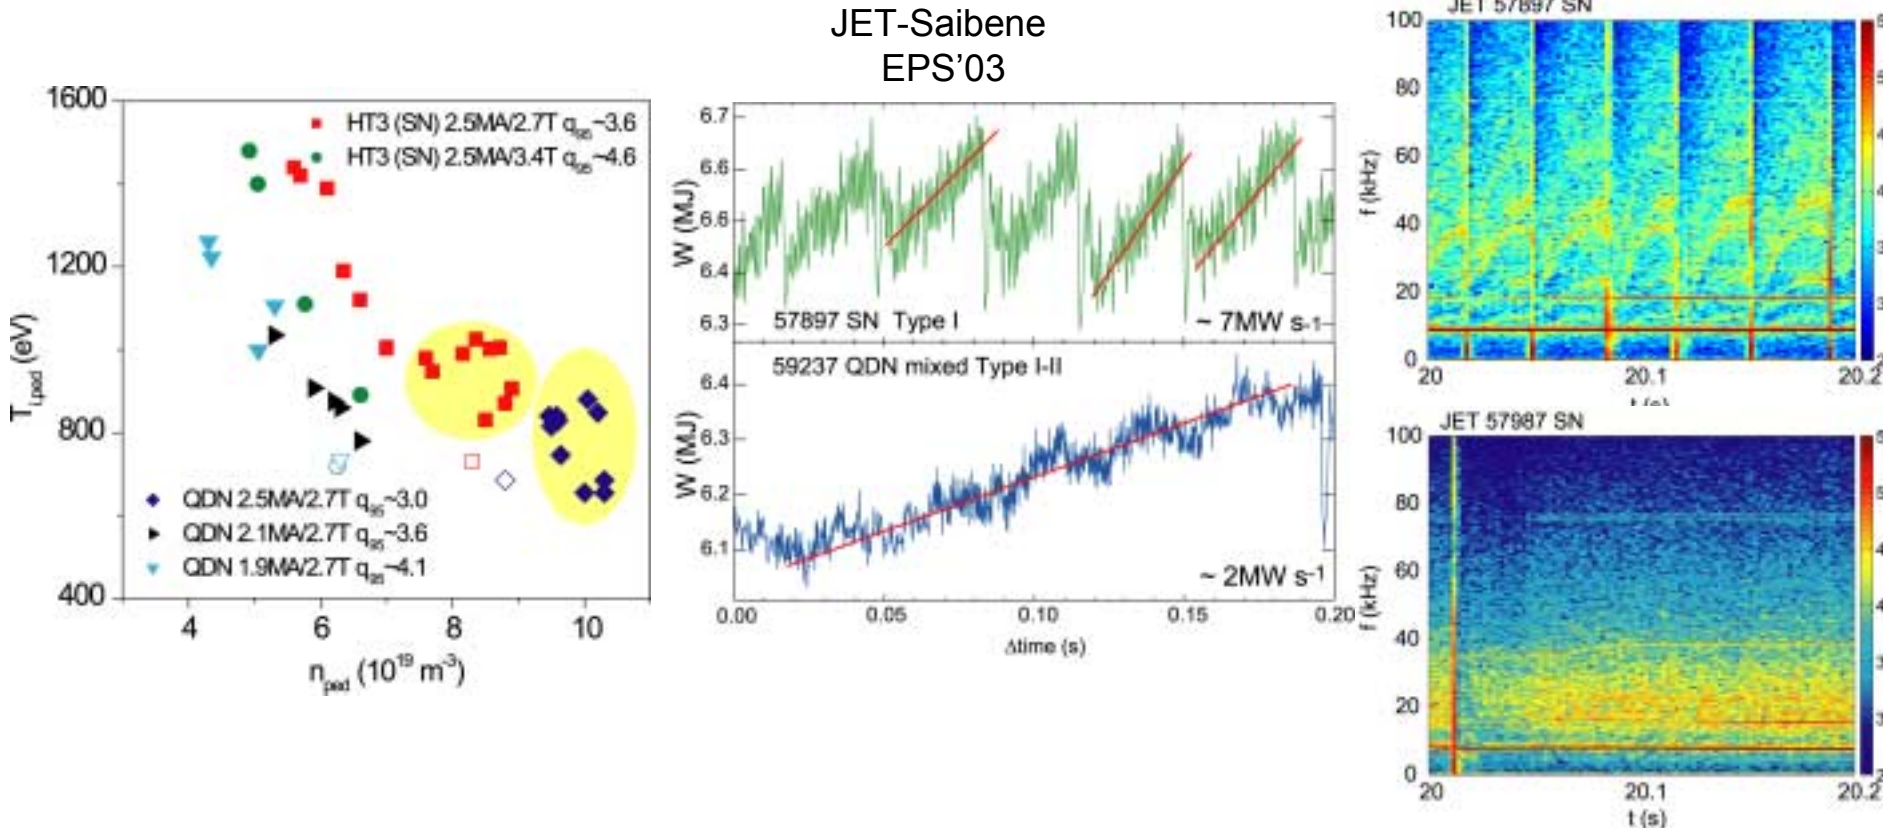 JET-Saibene
EPS’03
1600
1200
800
400
T i,ped (eV)
HT3 (SN) 2.5MA/2.7T q95~3.6
HT3 (SN) 2.5MA/3.4T q95~4.6
QDN 2.5MA/2.7T q95~3.0
QDN 2.1MA/2.7T q95~3.6
QDN 1.9MA/2.7T q95~4.1
4 6 8 10
nped (10^19 m^-3)
6.7
6.6
6.6
6.4
6.3
W (MJ)
57897 SN Type I
~ 7MW s-1
59237 QDN mixed Type I-II
6.4
6.3
6.2
6.1
W (MJ)
~ 2MW s-1
0.00 0.05 0.10 0.15 0.20
Δtime (s)
JET 57897 SN
100
80
60
40
20
0
f (kHz)
20 20.1 20.2
t (s)
JET 57987 SN
100
80
60
40
20
0
f (kHz)
20 20.1 20.2
t (s)